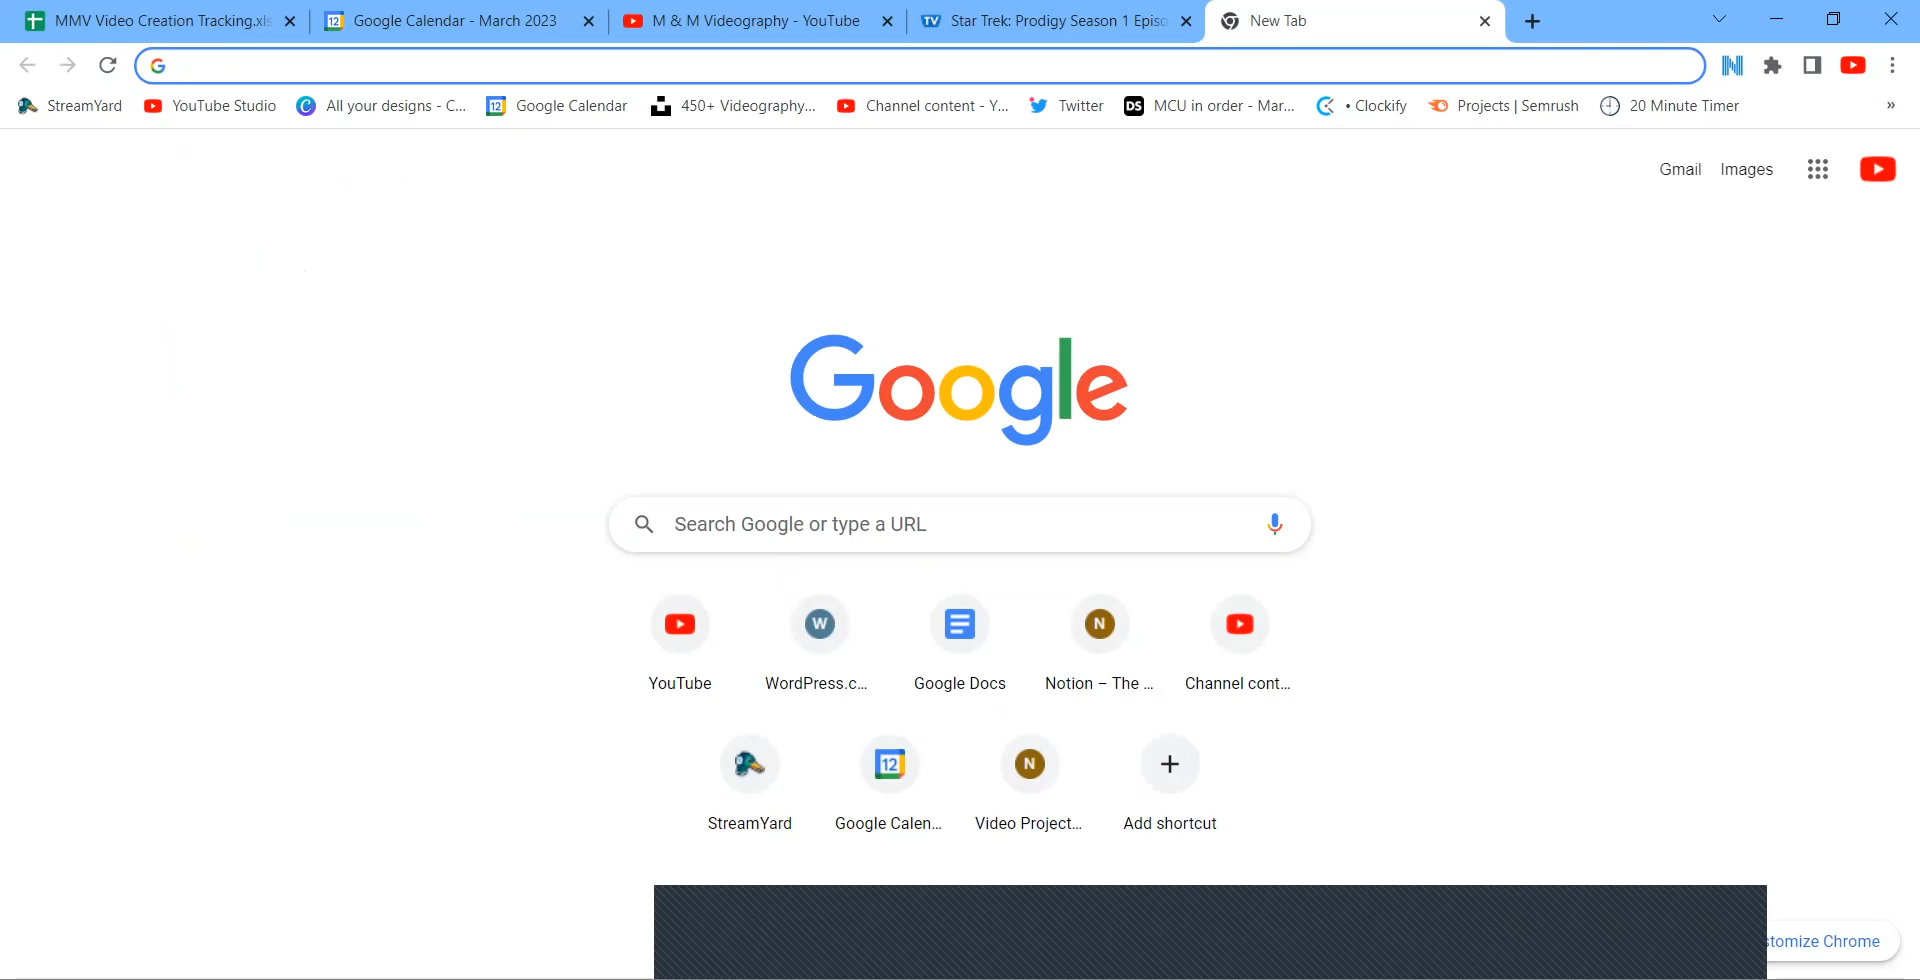 MMV Video Creation Tracking.xls
Google Calendar - March 2023
M & M Videography - YouTube
Star Trek: Prodigy Season 1 Episo
New Tab
StreamYard
YouTube Studio
All your designs - C...
Google Calendar
450+ Videography...
Channel content - Y...
Twitter
MCU in order - Mar...
• Clockify
Projects | Semrush
20 Minute Timer
»
Gmail
Images
Google
Search Google or type a URL
YouTube
WordPress.c...
Google Docs
Notion – The ...
Channel cont...
StreamYard
Google Calen...
Video Project...
Add shortcut
stomize Chrome